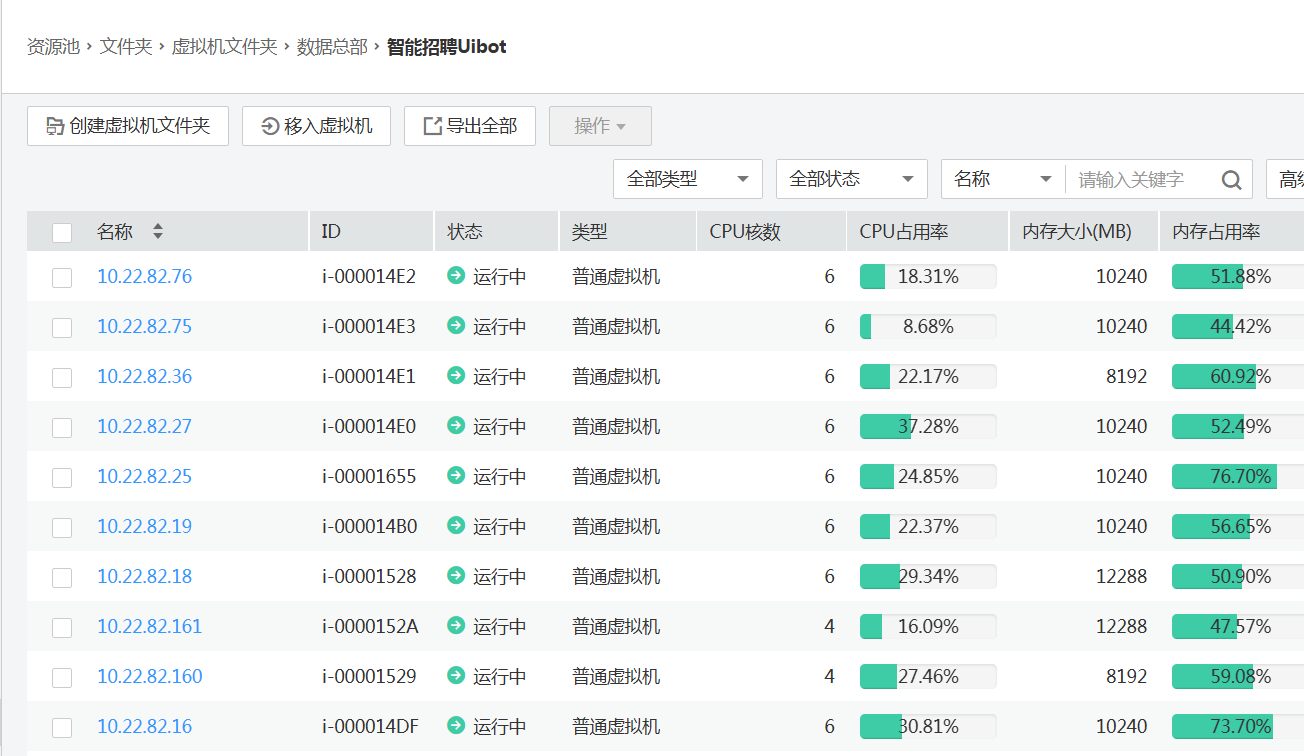 资源池 › 文件夹 › 虚拟机文件夹 › 数据总部 › 智能招聘Uibot
创建虚拟机文件夹 移入虚拟机 导出全部 操作
全部类型 全部状态 名称 请输入关键字
名称 ID 状态 类型 CPU核数 CPU占用率 内存大小(MB) 内存占用率
10.22.82.76 i-000014E2 运行中 普通虚拟机 6 18.31% 10240 51.88%
10.22.82.75 i-000014E3 运行中 普通虚拟机 6 8.68% 10240 44.42%
10.22.82.36 i-000014E1 运行中 普通虚拟机 6 22.17% 8192 60.92%
10.22.82.27 i-000014E0 运行中 普通虚拟机 6 37.28% 10240 52.49%
10.22.82.25 i-00001655 运行中 普通虚拟机 6 24.85% 10240 76.70%
10.22.82.19 i-000014B0 运行中 普通虚拟机 6 22.37% 10240 56.65%
10.22.82.18 i-00001528 运行中 普通虚拟机 6 29.34% 12288 50.90%
10.22.82.161 i-0000152A 运行中 普通虚拟机 4 16.09% 12288 47.57%
10.22.82.160 i-00001529 运行中 普通虚拟机 4 27.46% 8192 59.08%
10.22.82.16 i-000014DF 运行中 普通虚拟机 6 30.81% 10240 73.70%